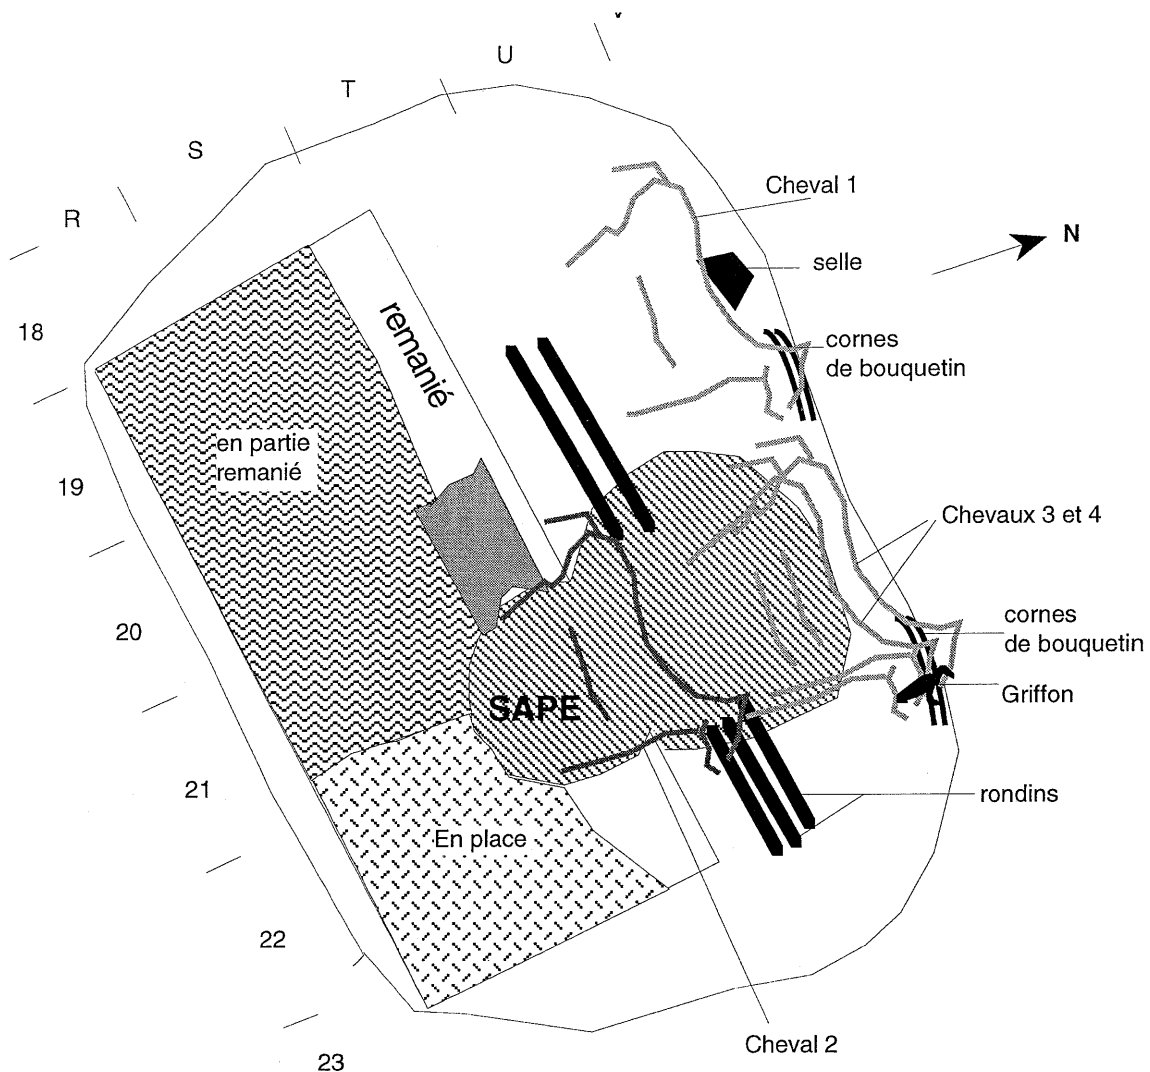 v
U
T
S
R
Cheval 1
N
selle
18
remanié
cornes
de bouquetin
en partie
remanié
19
Chevaux 3 et 4
20
cornes
de bouquetin
Griffon
SAPE
21
rondins
En place
22
Cheval 2
23